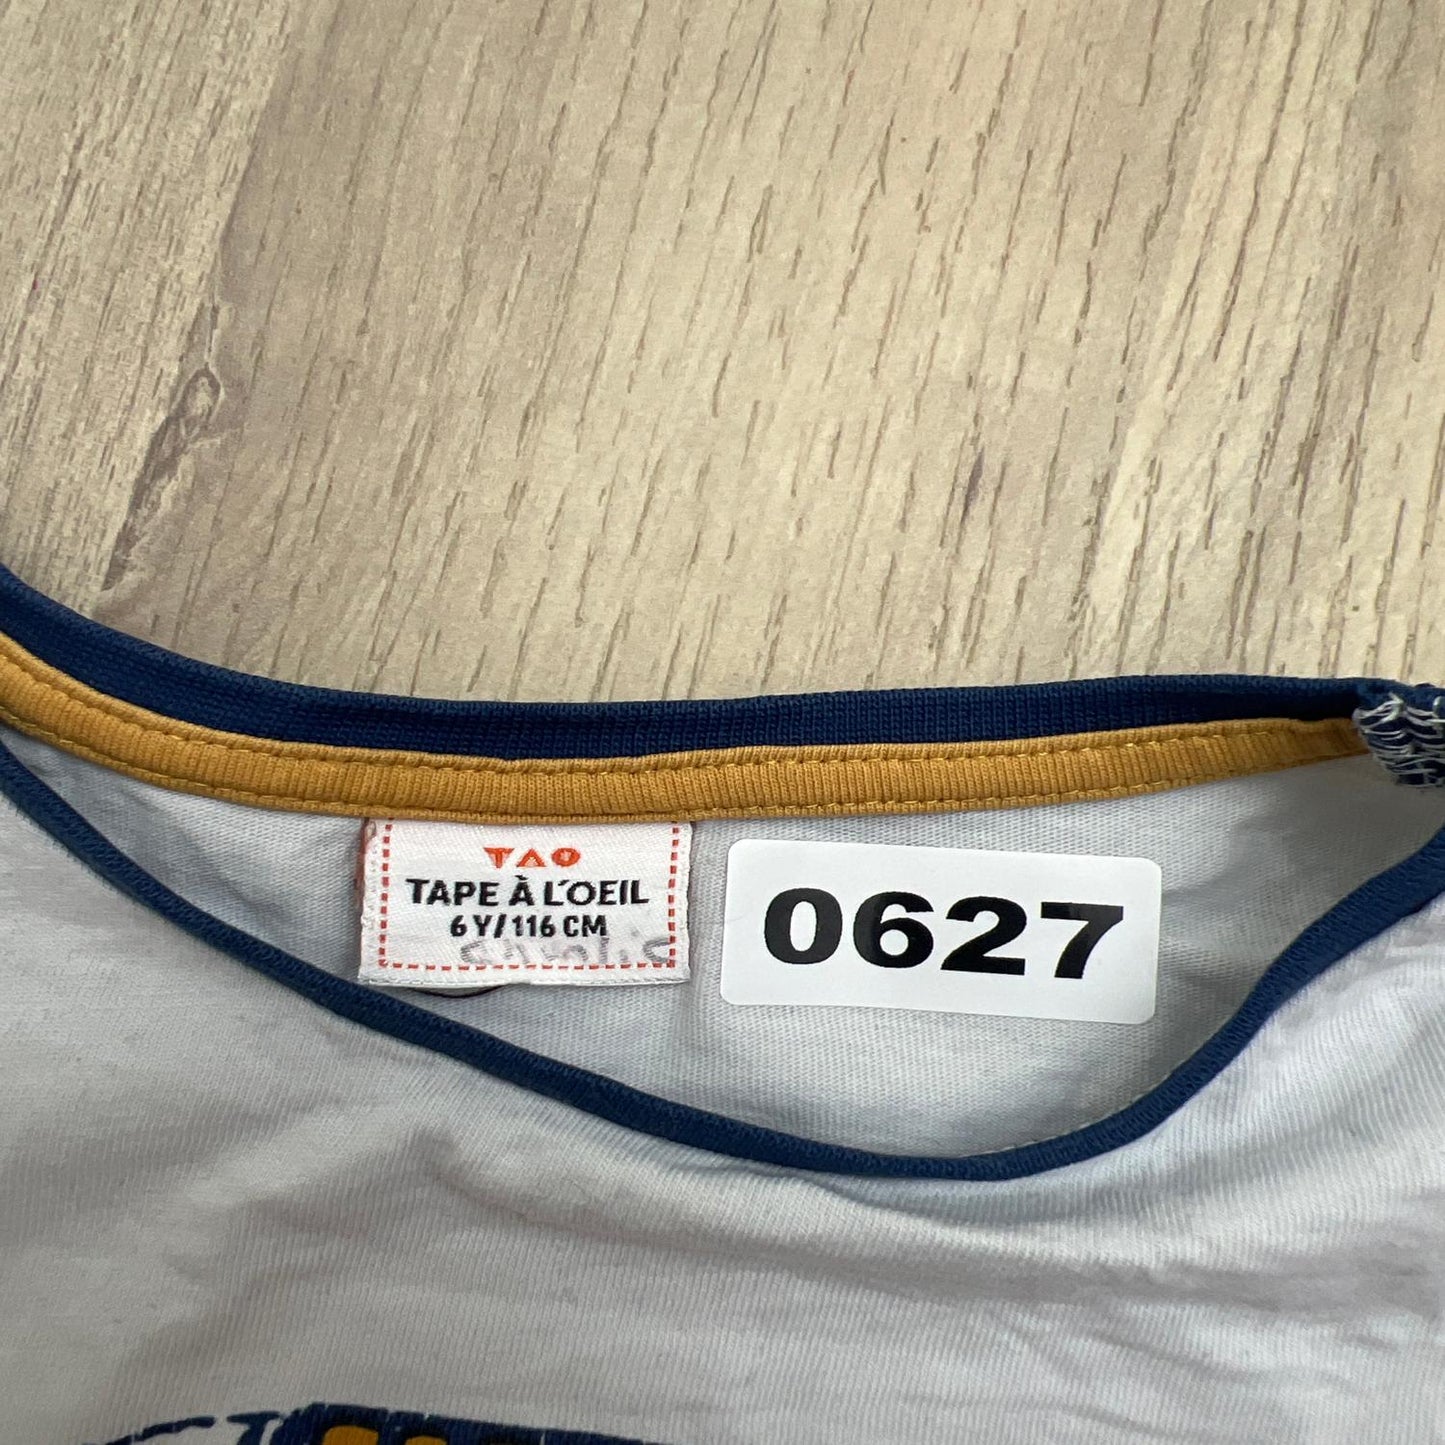 TAO
TAPE À L'OEIL
6 Y/116 CM
0627